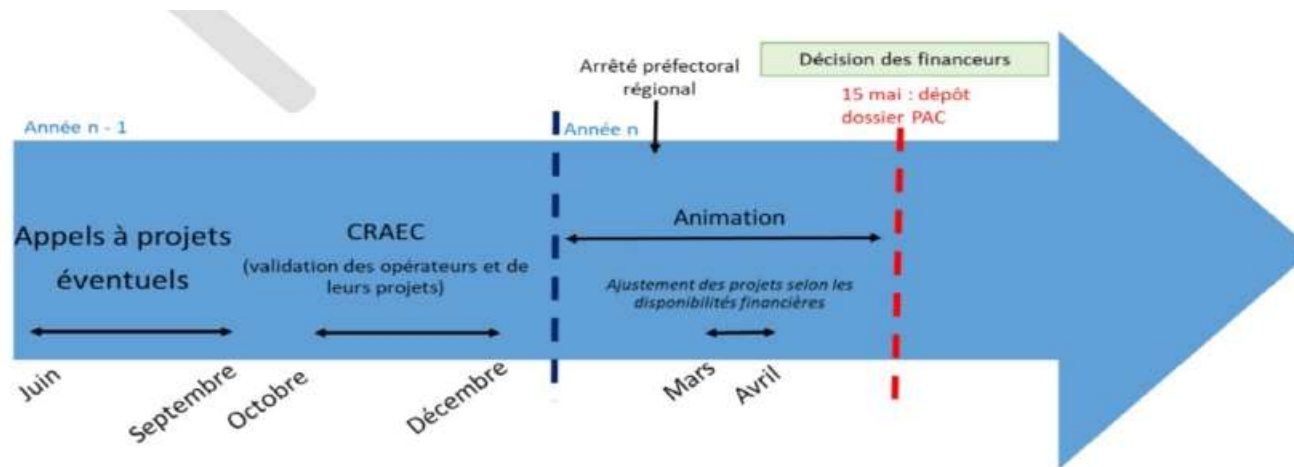 Arrêté préfectoral
régional
Décision des financeurs
15 mai : dépôt
dossier PAC
Année n - 1
Année n
Appels à projets
éventuels
CRAEC
(validation des opérateurs et de
leurs projets)
Animation
Ajustement des projets selon les
disponibilités financières
Juin
Septembre
Octobre
Décembre
Mars
Avril